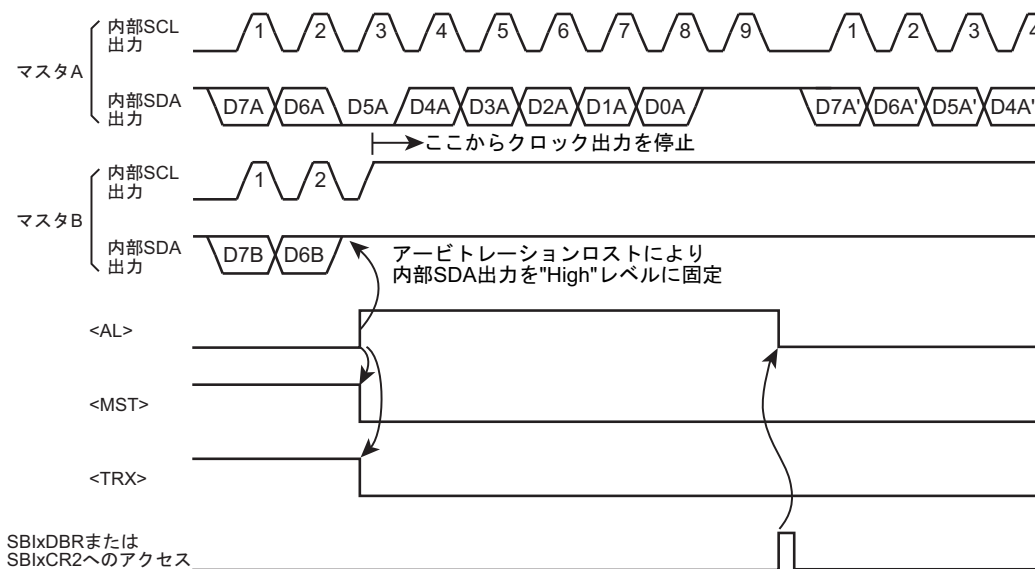 マスタA
内部SCL
出力
1 2 3 4 5 6 7 8 9 1 2 3 4
内部SDA
出力
D7A D6A D5A D4A D3A D2A D1A D0A D7A' D6A' D5A' D4A'
ここからクロック出力を停止
マスタB
内部SCL
出力
1 2
内部SDA
出力
D7B D6B
アービトレーションロストにより
内部SDA出力を"High"レベルに固定
<AL>
<MST>
<TRX>
SBIxDBRまたは
SBIxCR2へのアクセス